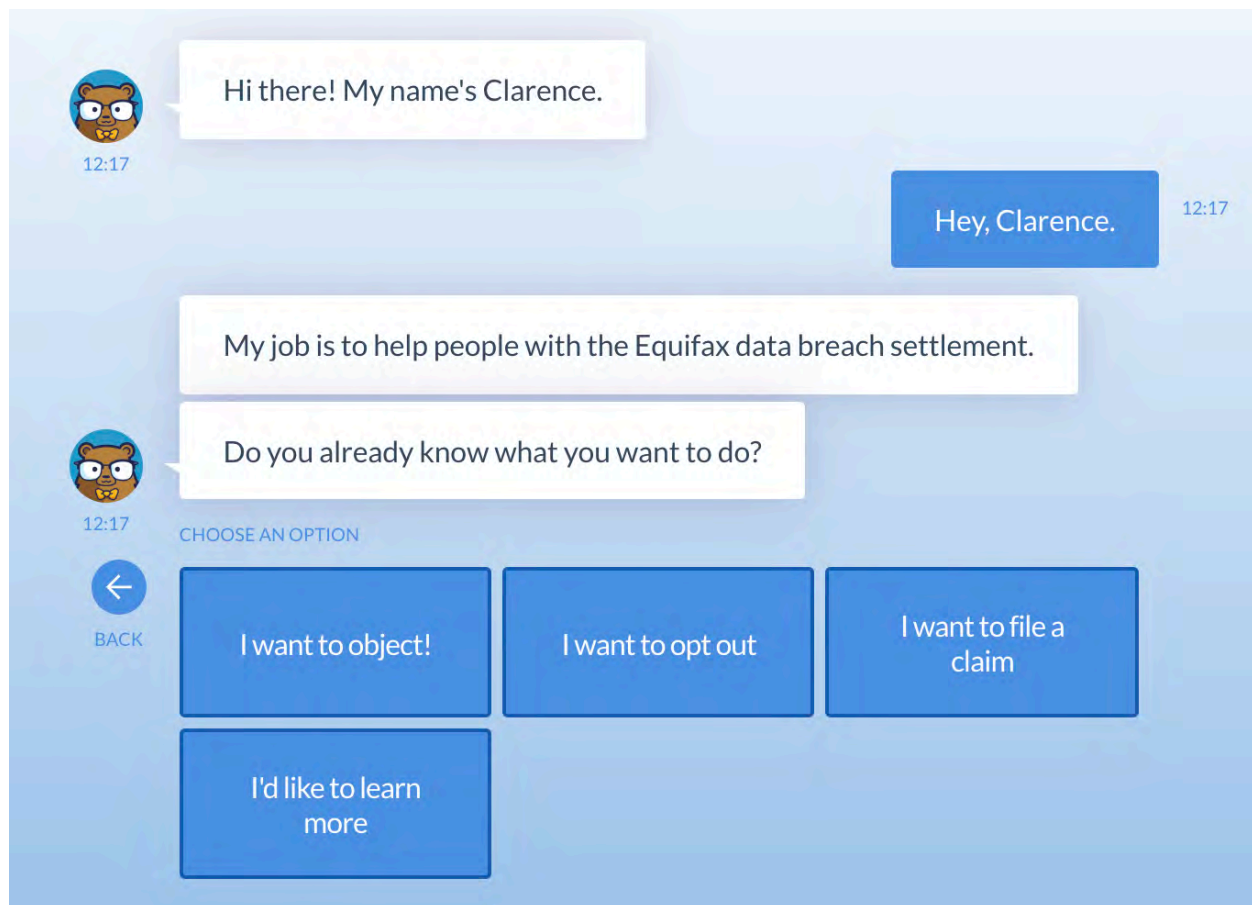 Hi there! My name's Clarence.
12:17
Hey, Clarence.
12:17
My job is to help people with the Equifax data breach settlement.
Do you already know what you want to do?
12:17
CHOOSE AN OPTION
BACK
I want to object!
I want to opt out
I want to file a
claim
I'd like to learn
more